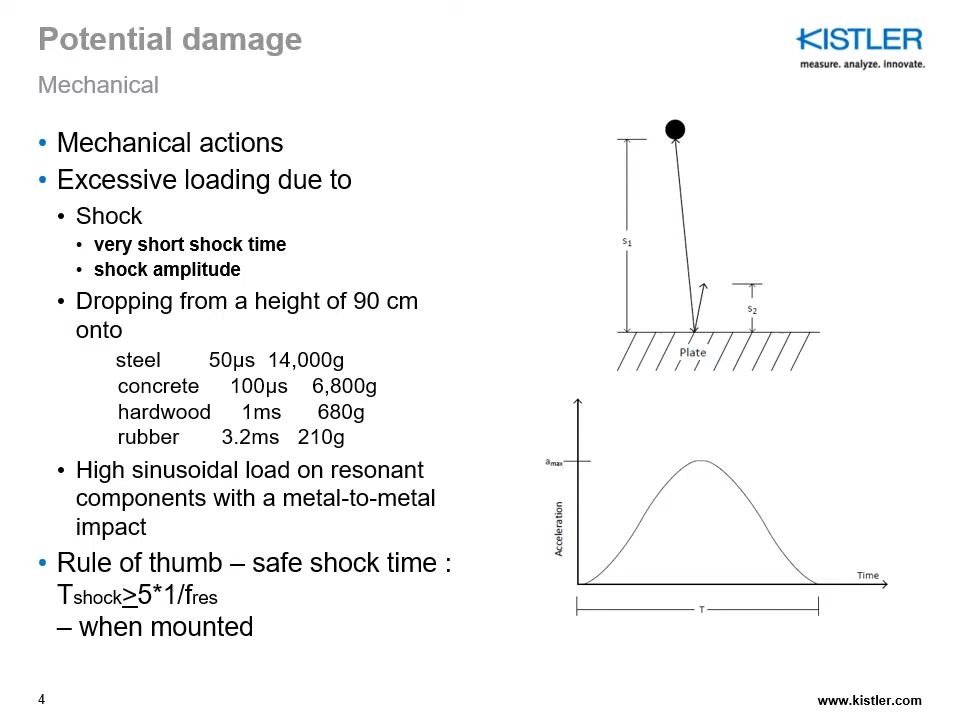 Potential damage
KISTLER
measure. analyze. innovate.
Mechanical
• Mechanical actions
• Excessive loading due to
• Shock
• very short shock time
• shock amplitude
• Dropping from a height of 90 cm
onto
steel 50µs 14,000g
concrete 100µs 6,800g
hardwood 1ms 680g
rubber 3.2ms 210g
• High sinusoidal load on resonant
components with a metal-to-metal
impact
• Rule of thumb – safe shock time :
Tshock≥5*1/fres
– when mounted
s1
s2
Plate
amax
Acceleration
Time
T
4
www.kistler.com